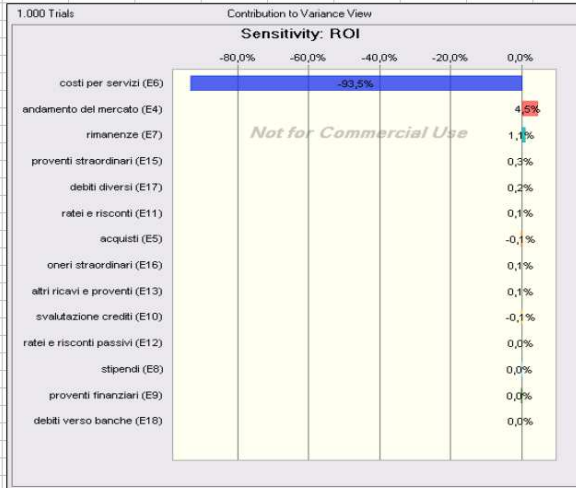 1.000 Trials Contribution to Variance View
Sensitivity: ROI
-80,0% -60,0% -40,0% -20,0% 0,0%
costi per servizi (E6) -93,5%
andamento del mercato (E4) 4,5%
rimanenze (E7) 1,1%
Not for Commercial Use
proventi straordinari (E15) 0,3%
debiti diversi (E17) 0,2%
ratei e risconti (E11) 0,1%
acquisti (E5) -0,1%
oneri straordinari (E16) 0,1%
altri ricavi e proventi (E13) 0,1%
svalutazione crediti (E10) -0,1%
ratei e risconti passivi (E12) 0,0%
stipendi (E8) 0,0%
proventi finanziari (E9) 0,0%
debiti verso banche (E18) 0,0%